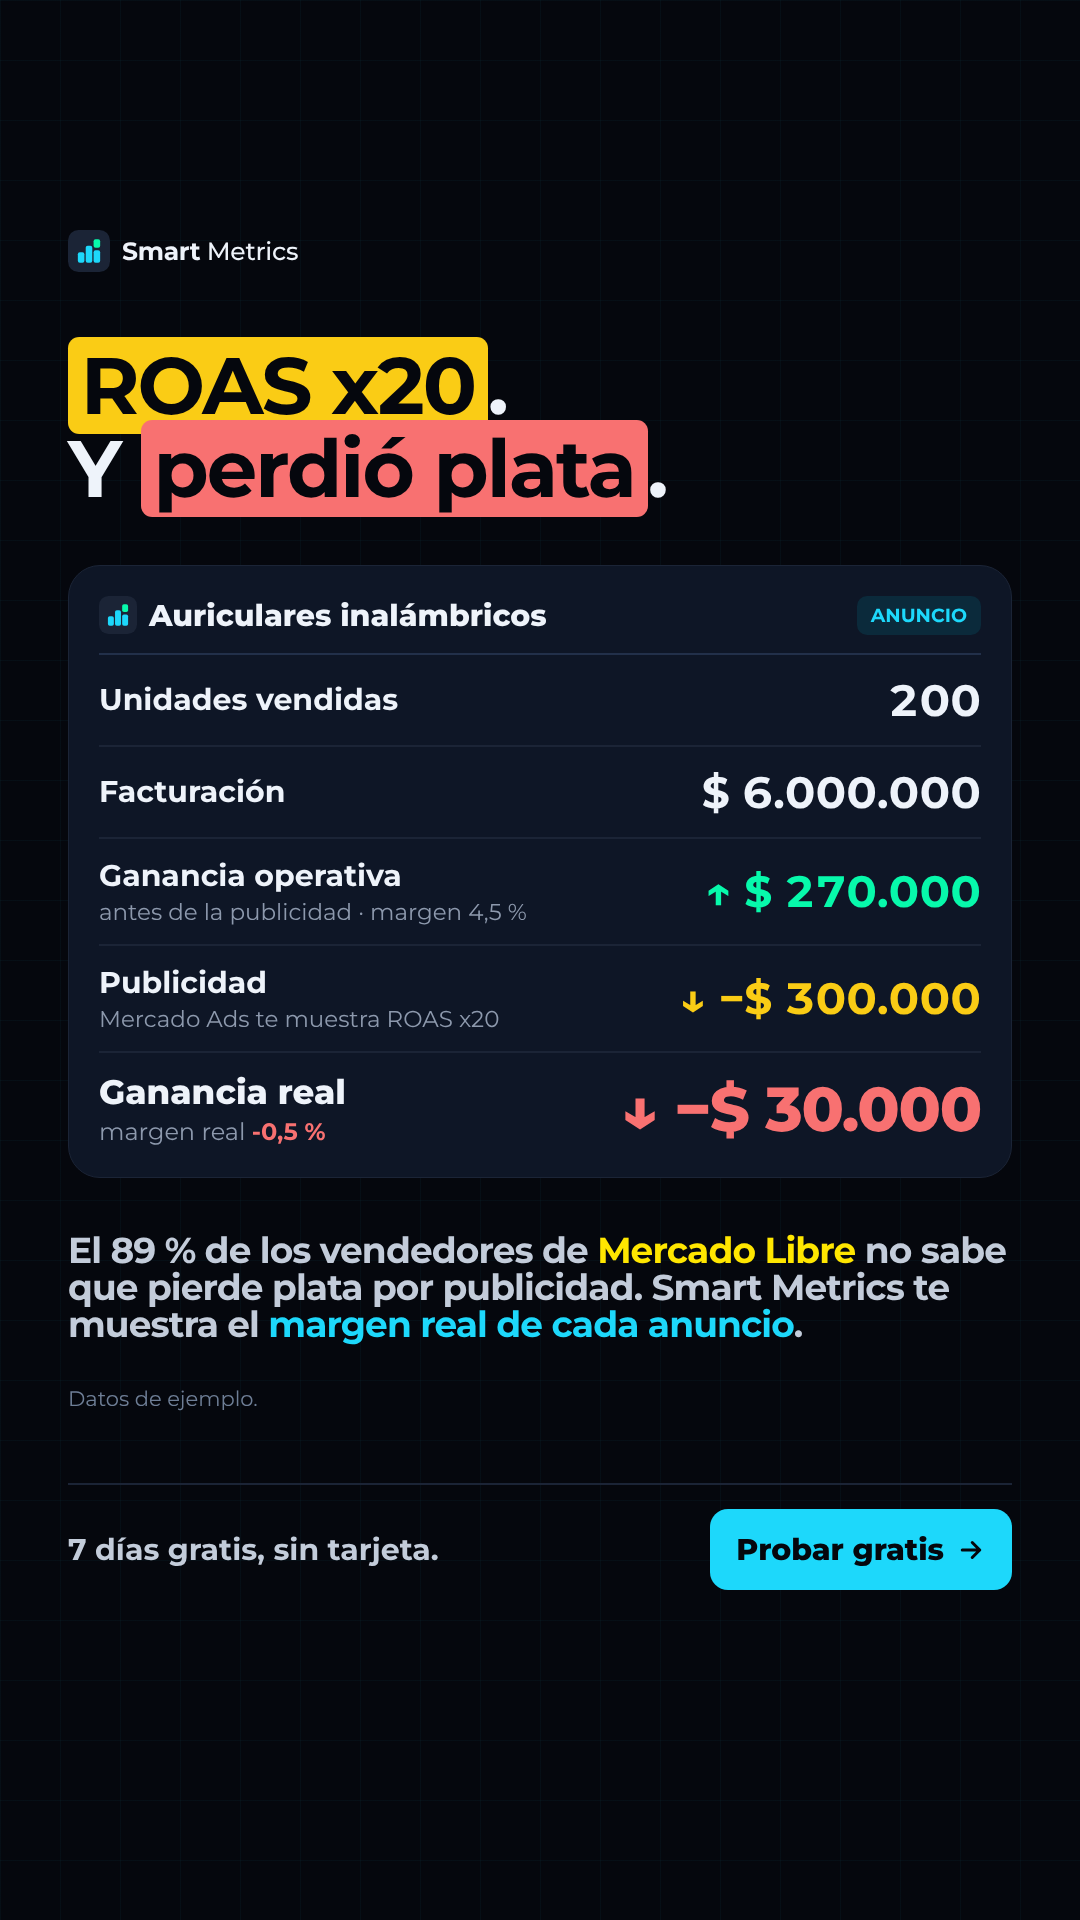 Smart Metrics
ROAS x20.
Y perdió plata.
Auriculares inalámbricos
ANUNCIO
Unidades vendidas
200
Facturación
$ 6.000.000
Ganancia operativa
antes de la publicidad · margen 4,5 %
↑ $ 270.000
Publicidad
Mercado Ads te muestra ROAS x20
↓ −$ 300.000
Ganancia real
margen real -0,5 %
↓ −$ 30.000
El 89 % de los vendedores de Mercado Libre no sabe
que pierde plata por publicidad. Smart Metrics te
muestra el margen real de cada anuncio.
Datos de ejemplo.
7 días gratis, sin tarjeta.
Probar gratis →